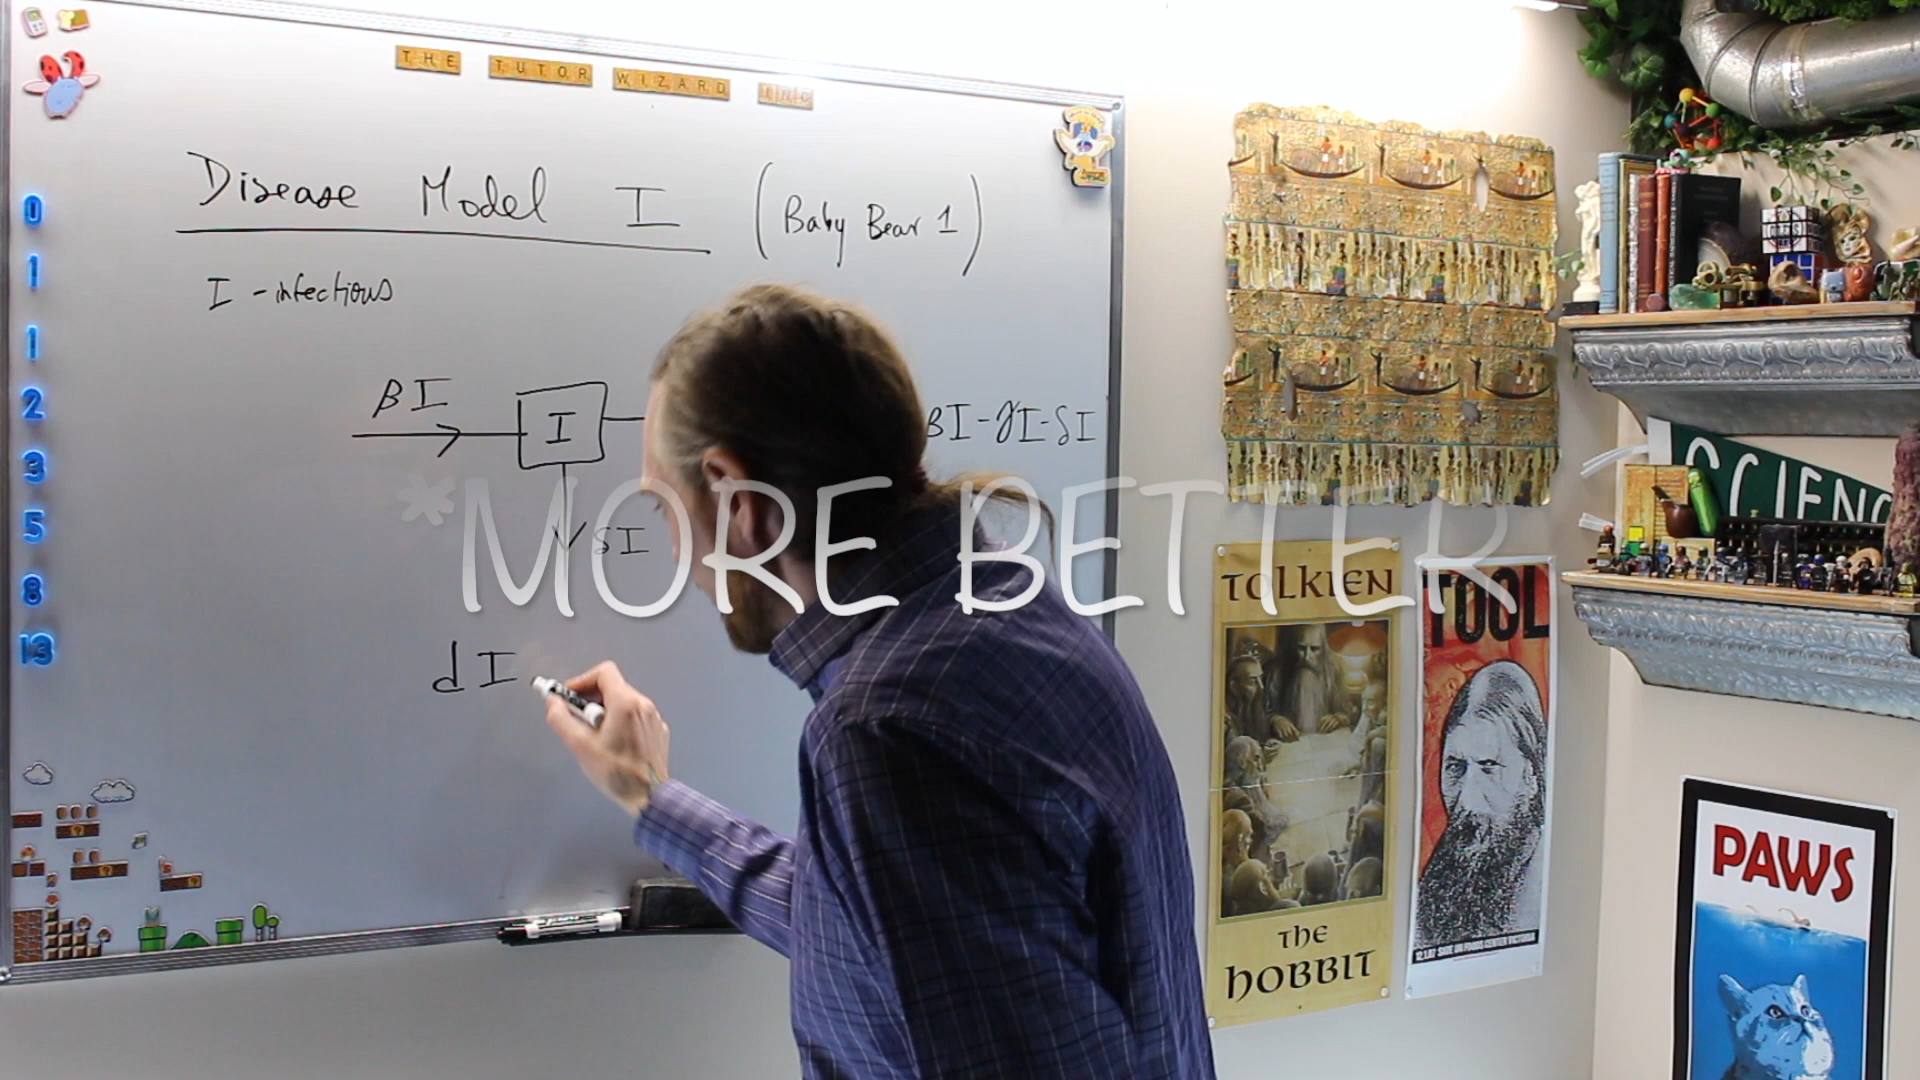 THE TUTOR WIZARD INC
Disease Model I (Baby Bear 1)
I - infectious
βI
I
βI-γI-δI
δI
dI
*MORE BETTER
0
1
1
2
3
5
8
13
SCIENC
TOLKIEN
THE
HOBBIT
TOOL
PAWS